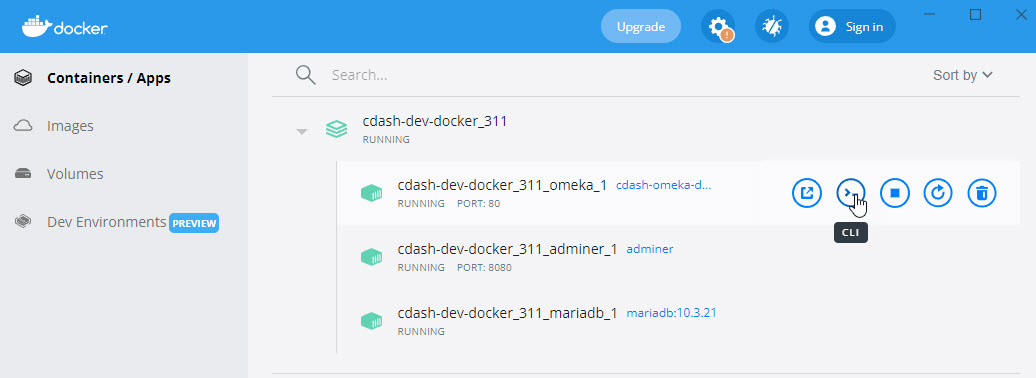 docker
Upgrade
!
Sign in
Containers / Apps
Images
Volumes
Dev Environments PREVIEW
Search...
Sort by
cdash-dev-docker_311
RUNNING
cdash-dev-docker_311_omeka_1 cdash-omeka-d...
RUNNING PORT: 80
CLI
cdash-dev-docker_311_adminer_1 adminer
RUNNING PORT: 8080
cdash-dev-docker_311_mariadb_1 mariadb:10.3.21
RUNNING